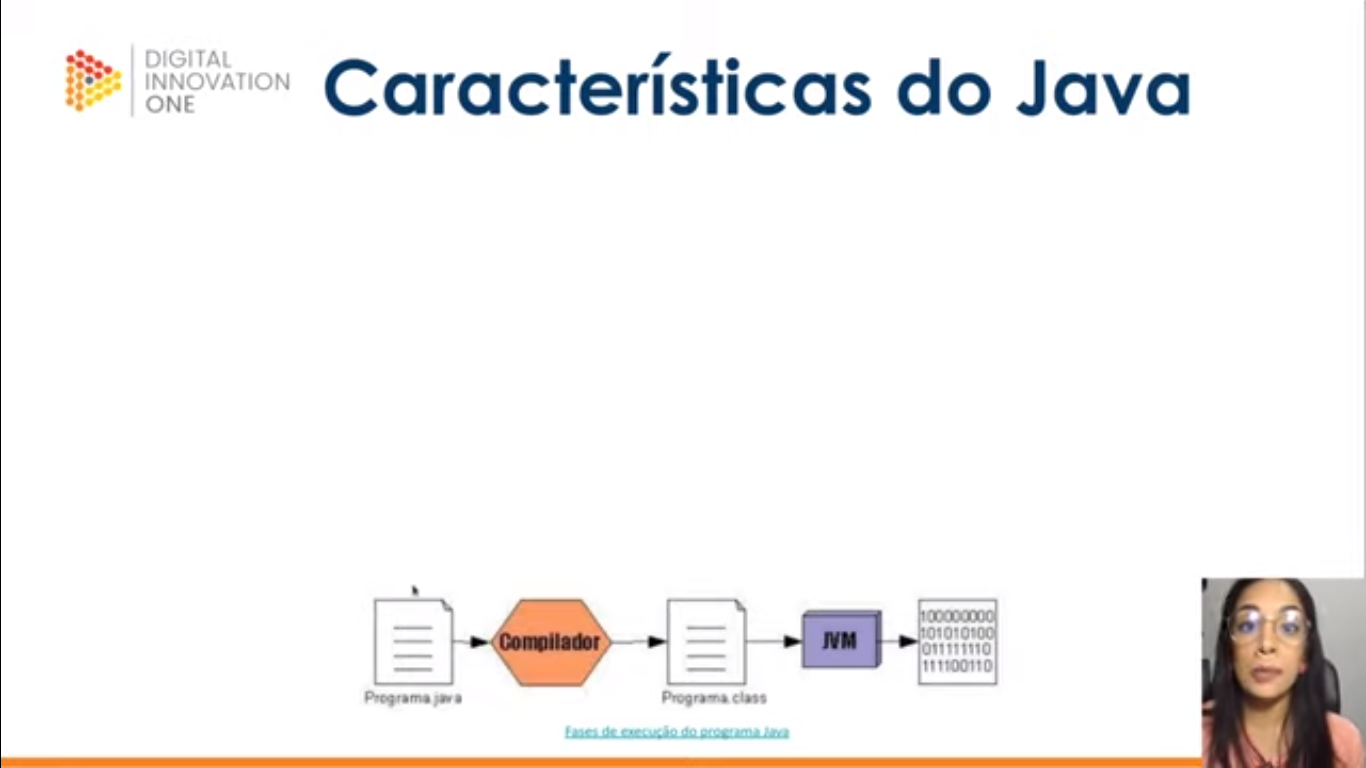 DIGITAL
INNOVATION
ONE
Características do Java
Compilador
JVM
100000000
101010100
011111110
111100110
Programa.java
Programa.class
Fases de execução do programa Java